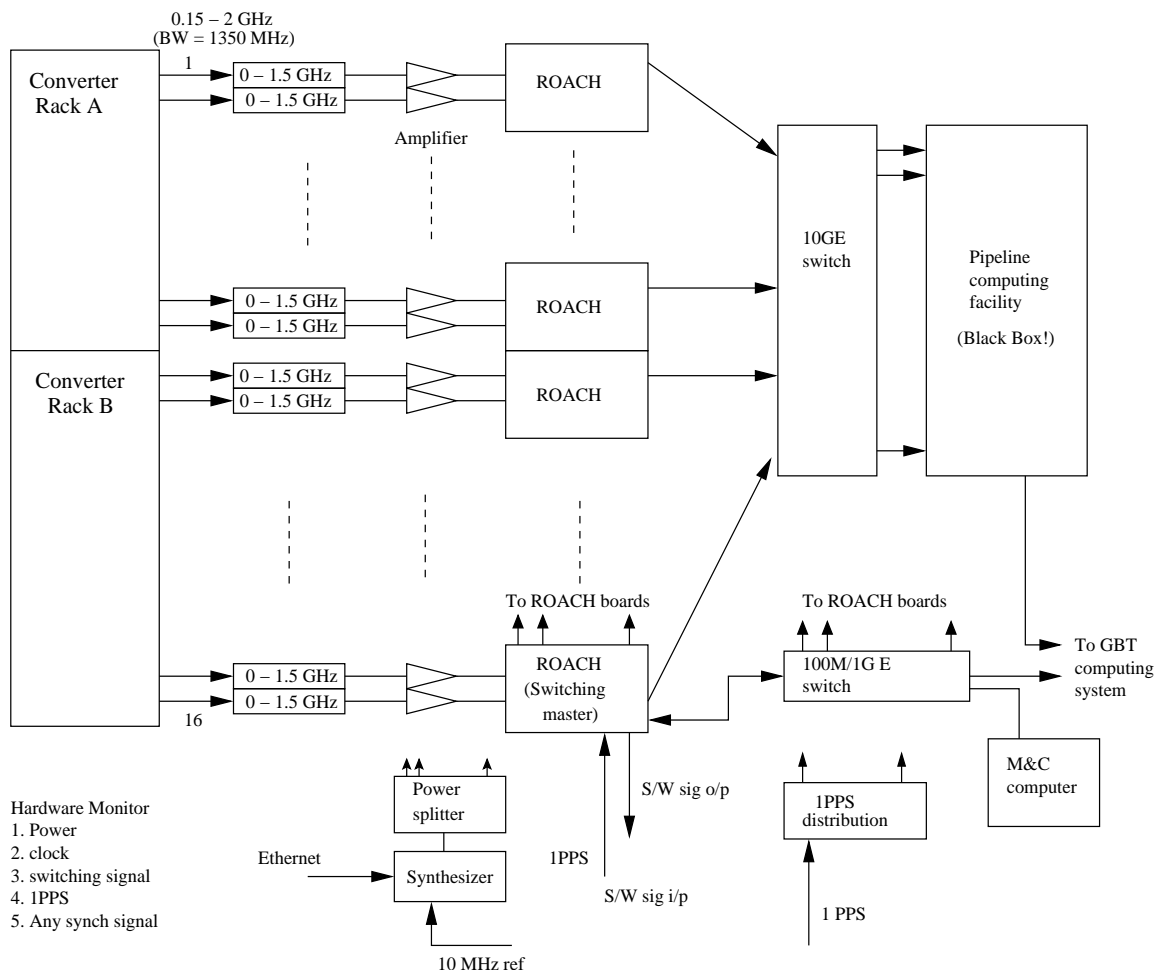 0.15 – 2 GHz
(BW = 1350 MHz)
1
Converter
Rack A
0 – 1.5 GHz
0 – 1.5 GHz
Amplifier
ROACH
10GE
switch
Pipeline
computing
facility
(Black Box!)
0 – 1.5 GHz
0 – 1.5 GHz
ROACH
Converter
Rack B
0 – 1.5 GHz
0 – 1.5 GHz
ROACH
To ROACH boards
To ROACH boards
0 – 1.5 GHz
0 – 1.5 GHz
16
ROACH
(Switching
master)
100M/1G E
switch
To GBT
computing
system
M&C
computer
S/W sig o/p
Power
splitter
1PPS
distribution
Hardware Monitor
1. Power
2. clock
3. switching signal
4. 1PPS
5. Any synch signal
Ethernet
Synthesizer
1PPS
S/W sig i/p
1 PPS
10 MHz ref